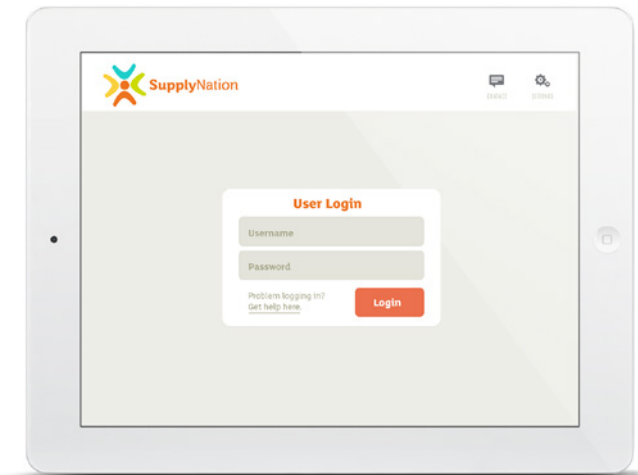 SupplyNation
User Login
Username
Password
Problem logging in?
Get help here.
Login